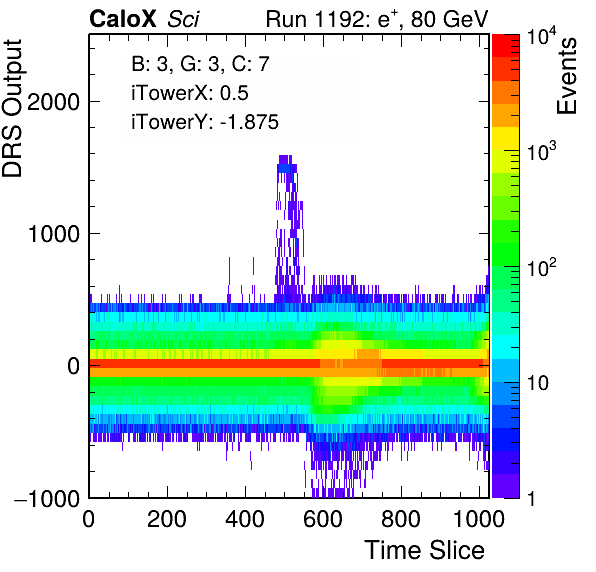 CaloX Sci Run 1192: e+, 80 GeV
B: 3, G: 3, C: 7
iTowerX: 0.5
iTowerY: -1.875
DRS Output
2000
1000
0
−1000
0 200 400 600 800 1000
Time Slice
10^4
10^3
10^2
10
1
Events